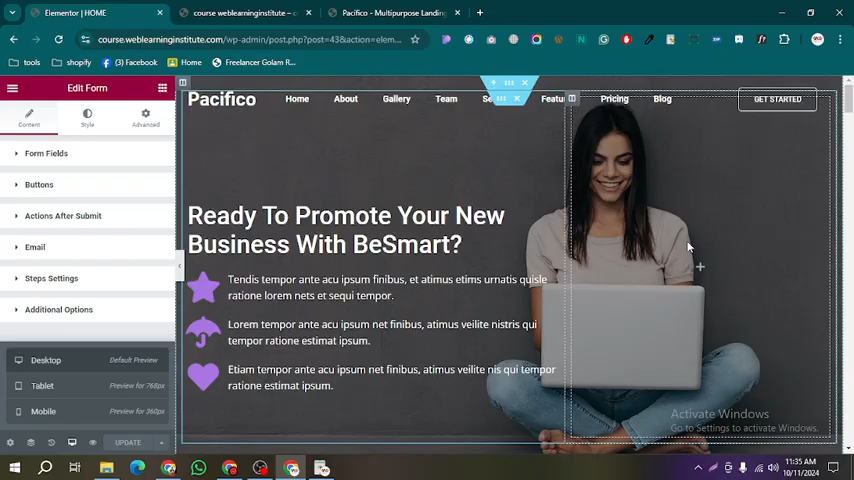 Elementor | HOME
course weblearninginstitute – c
Pacifico - Multipurpose Landing
course.weblearninginstitute.com/wp-admin/post.php?post=43&action=elem...
tools
shopify
(3) Facebook
Home
Freelancer Golam R...
Edit Form
Content
Style
Advanced
Form Fields
Buttons
Actions After Submit
Email
Steps Settings
Additional Options
Desktop
Default Preview
Tablet
Preview for 768px
Mobile
Preview for 360px
UPDATE
Pacifico
Home
About
Gallery
Team
Se
Featu
Pricing
Blog
GET STARTED
Ready To Promote Your New
Business With BeSmart?
Tendis tempor ante acu ipsum finibus, et atimus etims urnatis quisle
ratione lorem nets et sequi tempor.
Lorem tempor ante acu ipsum net finibus, atimus veilite nistris qui
tempor ratione estimat ipsum.
Etiam tempor ante acu ipsum net finibus, atimus veilite nis qui tempor
ratione estimat ipsum.
Activate Windows
Go to Settings to activate Windows.
11:35 AM
10/11/2024